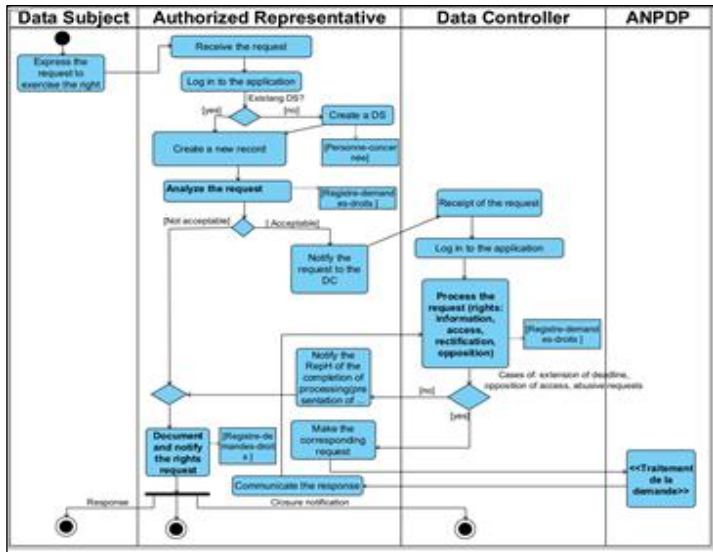 Data Subject
Authorized Representative
Data Controller
ANPDP
Express the
request to
exercise the right
Receive the request
Log in to the application
Existang DS?
[yes]
[no]
Create a DS
[Personne-concer
née]
Create a new record
Analyze the request
[Registre-demand
es-droits ]
[Not acceptable]
[ Acceptable]
Notify the
request to the
DC
Receipt of the request
Log in to the application
Process the
request (rights:
information,
access,
rectification,
opposition)
[Registre-demand
es-droits ]
Cases of: extension of deadline,
opposition of access, abusive requests
[no]
[yes]
Notify the
RepH of the
completion of
processing(pre
sentation of ...
Make the
corresponding
request
Document
and notify
the rights
request
[Registre-de
mandes-droit
s ]
Communicate the response
<<Traitement
de la
demande>>
Response
Closure notification